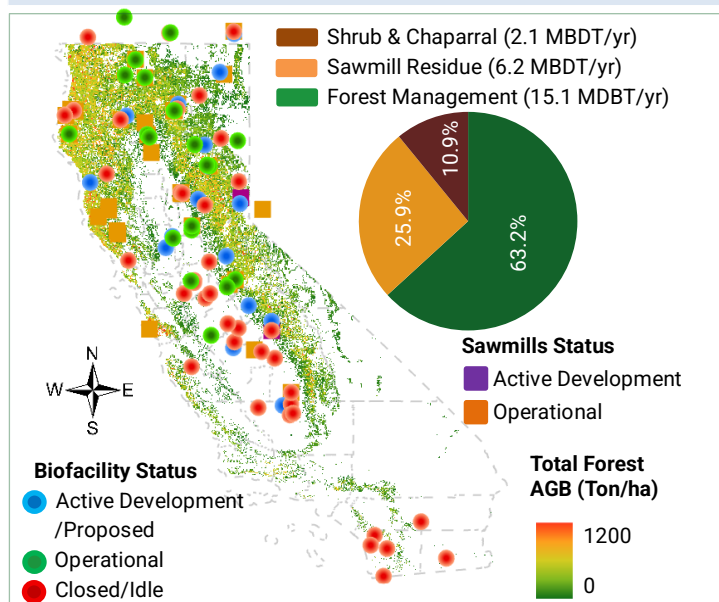 Shrub & Chaparral (2.1 MBDT/yr)
Sawmill Residue (6.2 MBDT/yr)
Forest Management (15.1 MDBT/yr)
10.9%
25.9%
63.2%
Sawmills Status
Active Development
Operational
N
W E
S
Biofacility Status
Active Development
/Proposed
Operational
Closed/Idle
Total Forest
AGB (Ton/ha)
1200
0